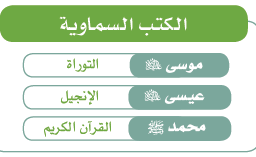 الكتب السماوية
موسى ﷺ التوراة
عيسى ﷺ الإنجيل
محمد ﷺ القرآن الكريم